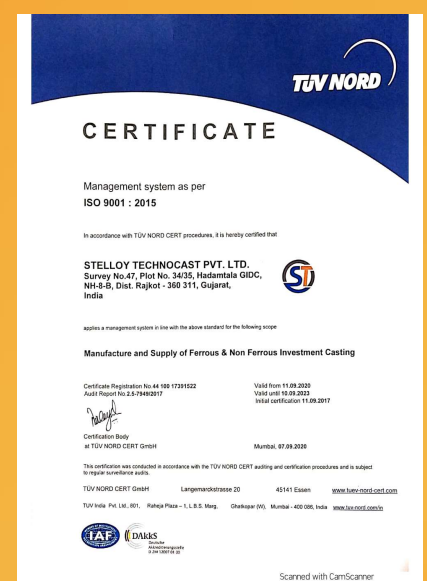 TÜV NORD
CERTIFICATE
Management system as per
ISO 9001 : 2015
In accordance with TÜV NORD CERT procedures, it is hereby certified that
STELLOY TECHNOCAST PVT. LTD.
Survey No.47, Plot No. 34/35, Hadamtala GIDC,
NH-8-B, Dist. Rajkot - 360 311, Gujarat,
India
ST
applies a management system in line with the above standard for the following scope
Manufacture and Supply of Ferrous & Non Ferrous Investment Casting
Certificate Registration No.44 100 17391522
Audit Report No.2.5-7949/2017
Valid from 11.09.2020
Valid until 10.09.2023
Initial certification 11.09.2017
Certification Body
at TÜV NORD CERT GmbH
Mumbai, 07.09.2020
This certification was conducted in accordance with the TÜV NORD CERT auditing and certification procedures and is subject
to regular surveillance audits.
TÜV NORD CERT GmbH Langemarckstrasse 20 45141 Essen www.tuev-nord-cert.com
TUV India Pvt. Ltd., 801, Raheja Plaza – 1, L.B.S. Marg, Ghatkopar (W), Mumbai - 400 086, India www.tuv-nord.com/in
IAF
DAkkS
Deutsche
Akkreditierungsstelle
Scanned with CamScanner